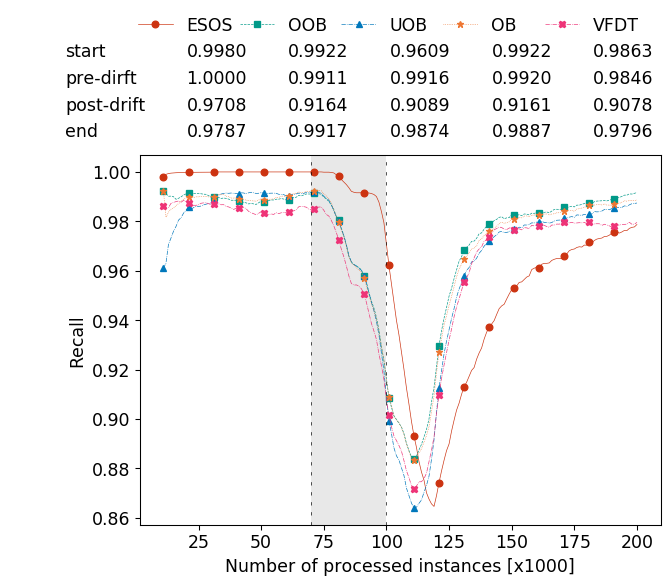 ESOS OOB UOB OB VFDT
start 0.9980 0.9922 0.9609 0.9922 0.9863
pre-dirft 1.0000 0.9911 0.9916 0.9920 0.9846
post-drift 0.9708 0.9164 0.9089 0.9161 0.9078
end 0.9787 0.9917 0.9874 0.9887 0.9796
1.00
0.98
0.96
0.94
0.92
0.90
0.88
0.86
Recall
25 50 75 100 125 150 175 200
Number of processed instances [x1000]